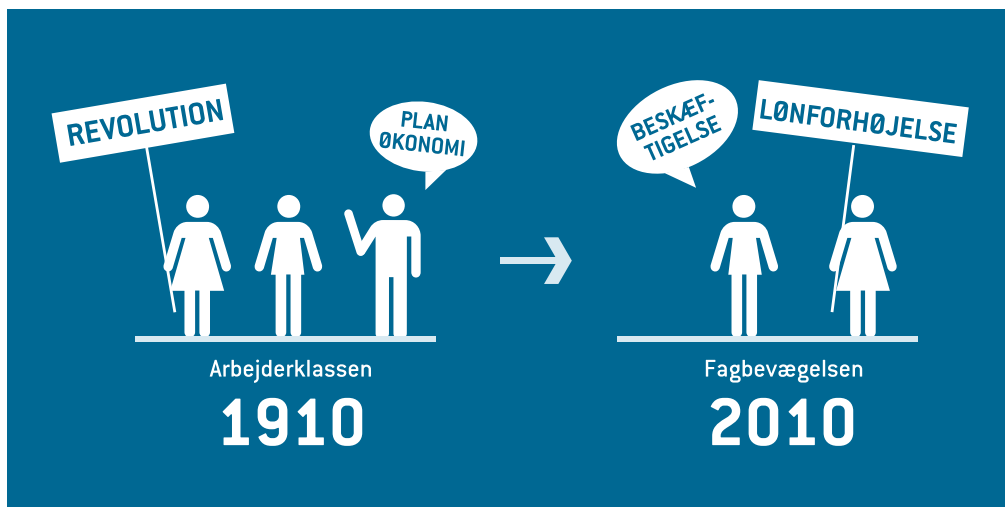 REVOLUTION
PLAN
ØKONOMI
Arbejderklassen
1910
BESKÆF-
TIGELSE
LØNFORHØJELSE
Fagbevægelsen
2010